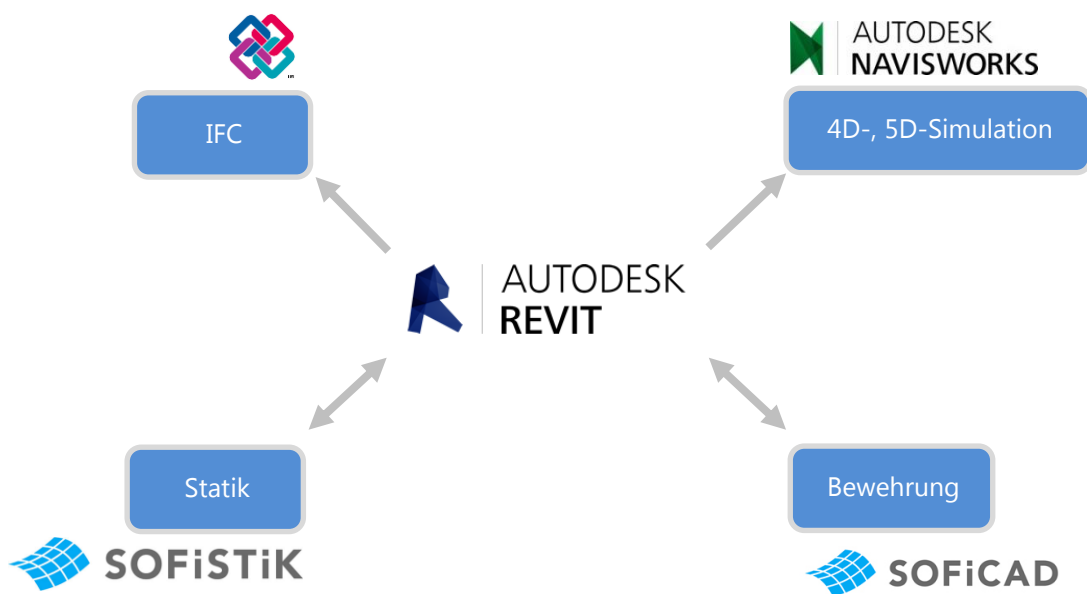 AUTODESK
NAVISWORKS
IFC
4D-, 5D-Simulation
AUTODESK
REVIT
Statik
Bewehrung
SOFiSTiK
SOFiCAD